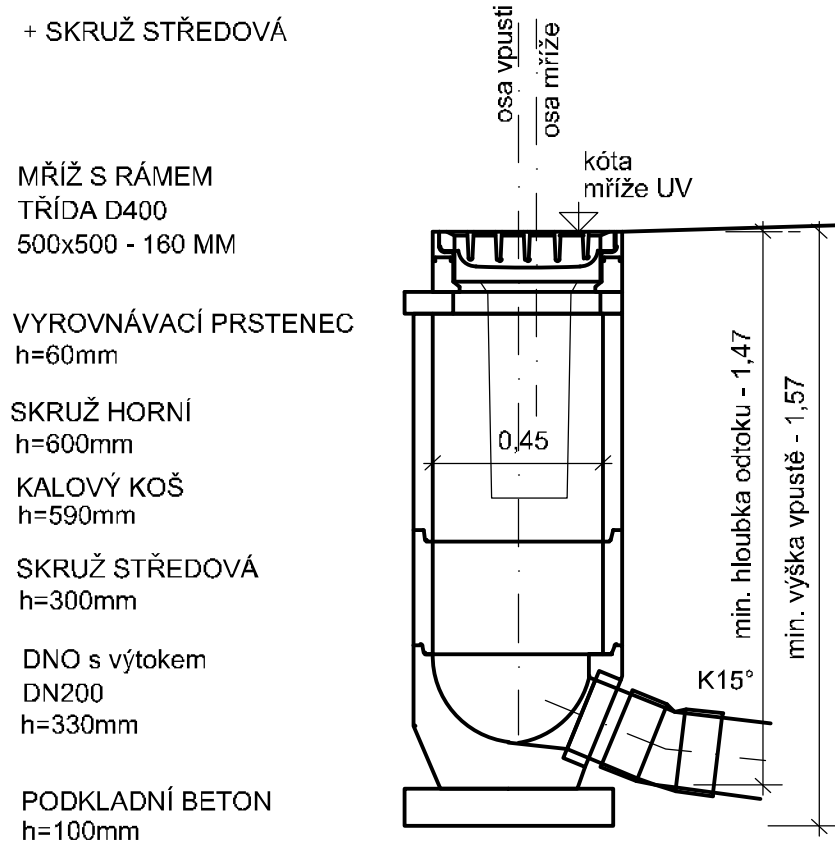 + SKRUŽ STŘEDOVÁ
osa vpusti
osa mříže
kóta
mříže UV
MŘÍŽ S RÁMEM
TŘÍDA D400
500x500 - 160 MM
VYROVNÁVACÍ PRSTENEC
h=60mm
SKRUŽ HORNÍ
h=600mm
0,45
KALOVÝ KOŠ
h=590mm
SKRUŽ STŘEDOVÁ
h=300mm
min. hloubka odtoku - 1,47
min. výška vpustě - 1,57
DNO s výtokem
DN200
h=330mm
K15°
PODKLADNÍ BETON
h=100mm